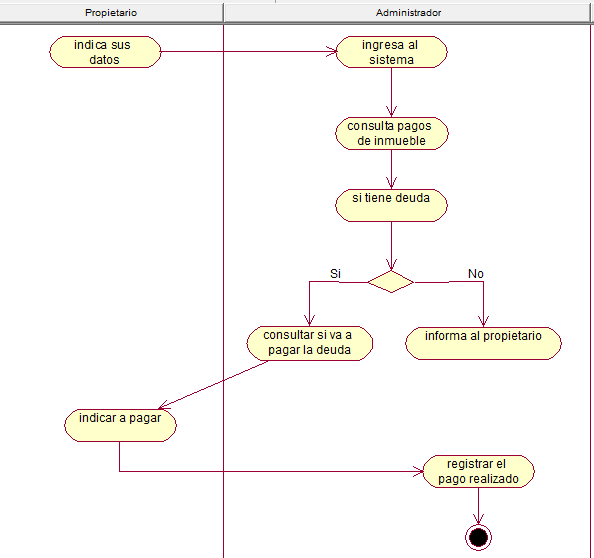 Propietario
Administrador
indica sus
datos
ingresa al
sistema
consulta pagos
de inmueble
si tiene deuda
Si
No
consultar si va a
pagar la deuda
informa al propietario
indicar a pagar
registrar el
pago realizado